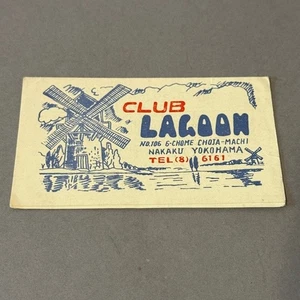 CLUB
LAGOON
NO.106 6-CHOME CHOJA-MACHI
NAKAKU YOKOHAMA
TEL(8) 6161